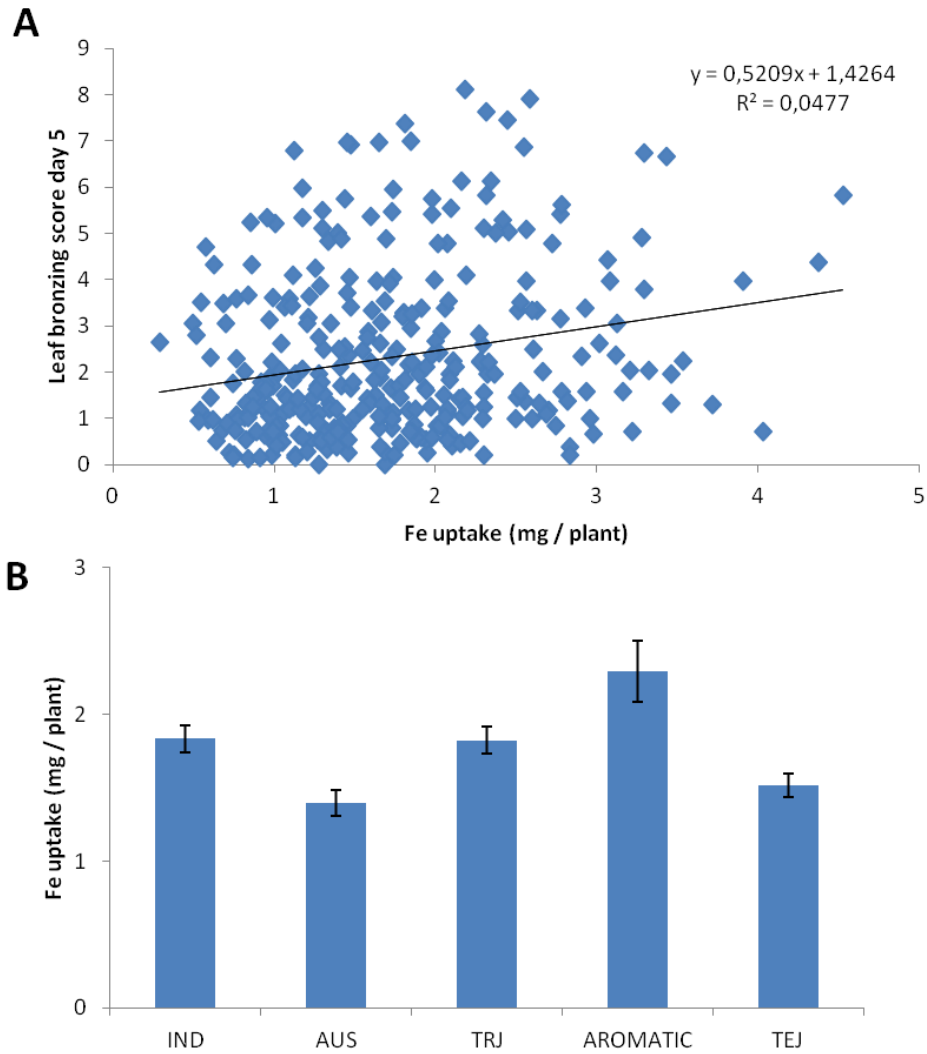 A
9
8
7
6
5
4
3
2
1
0
Leaf bronzing score day 5
y = 0,5209x + 1,4264
R² = 0,0477
0 1 2 3 4 5
Fe uptake (mg / plant)
B
3
2
1
0
Fe uptake (mg / plant)
IND AUS TRJ AROMATIC TEJ